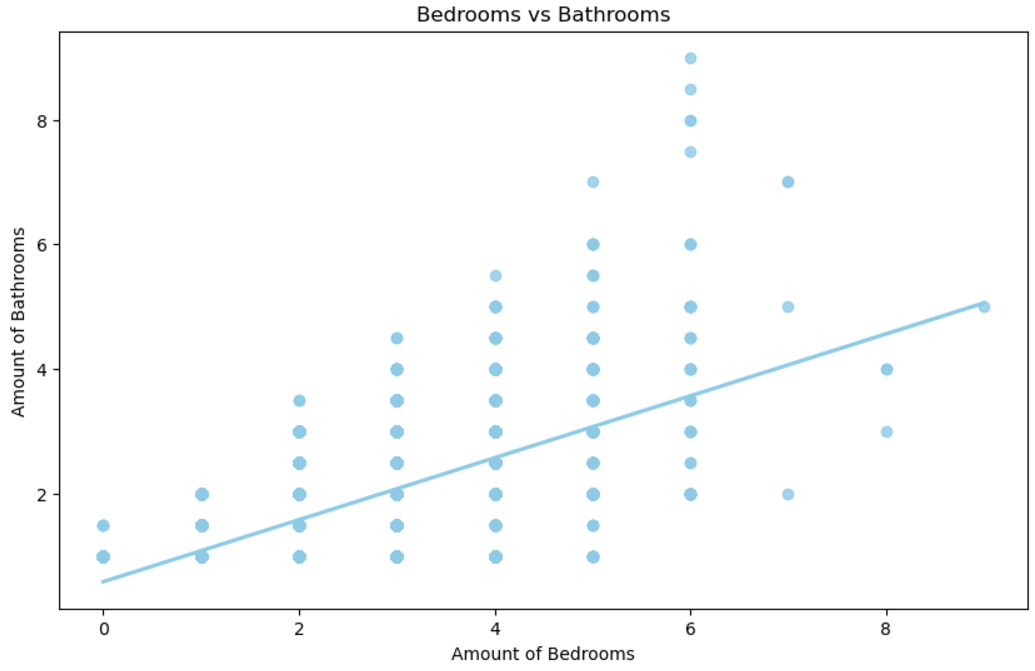 Bedrooms vs Bathrooms
8
6
4
2
Amount of Bathrooms
0 2 4 6 8
Amount of Bedrooms